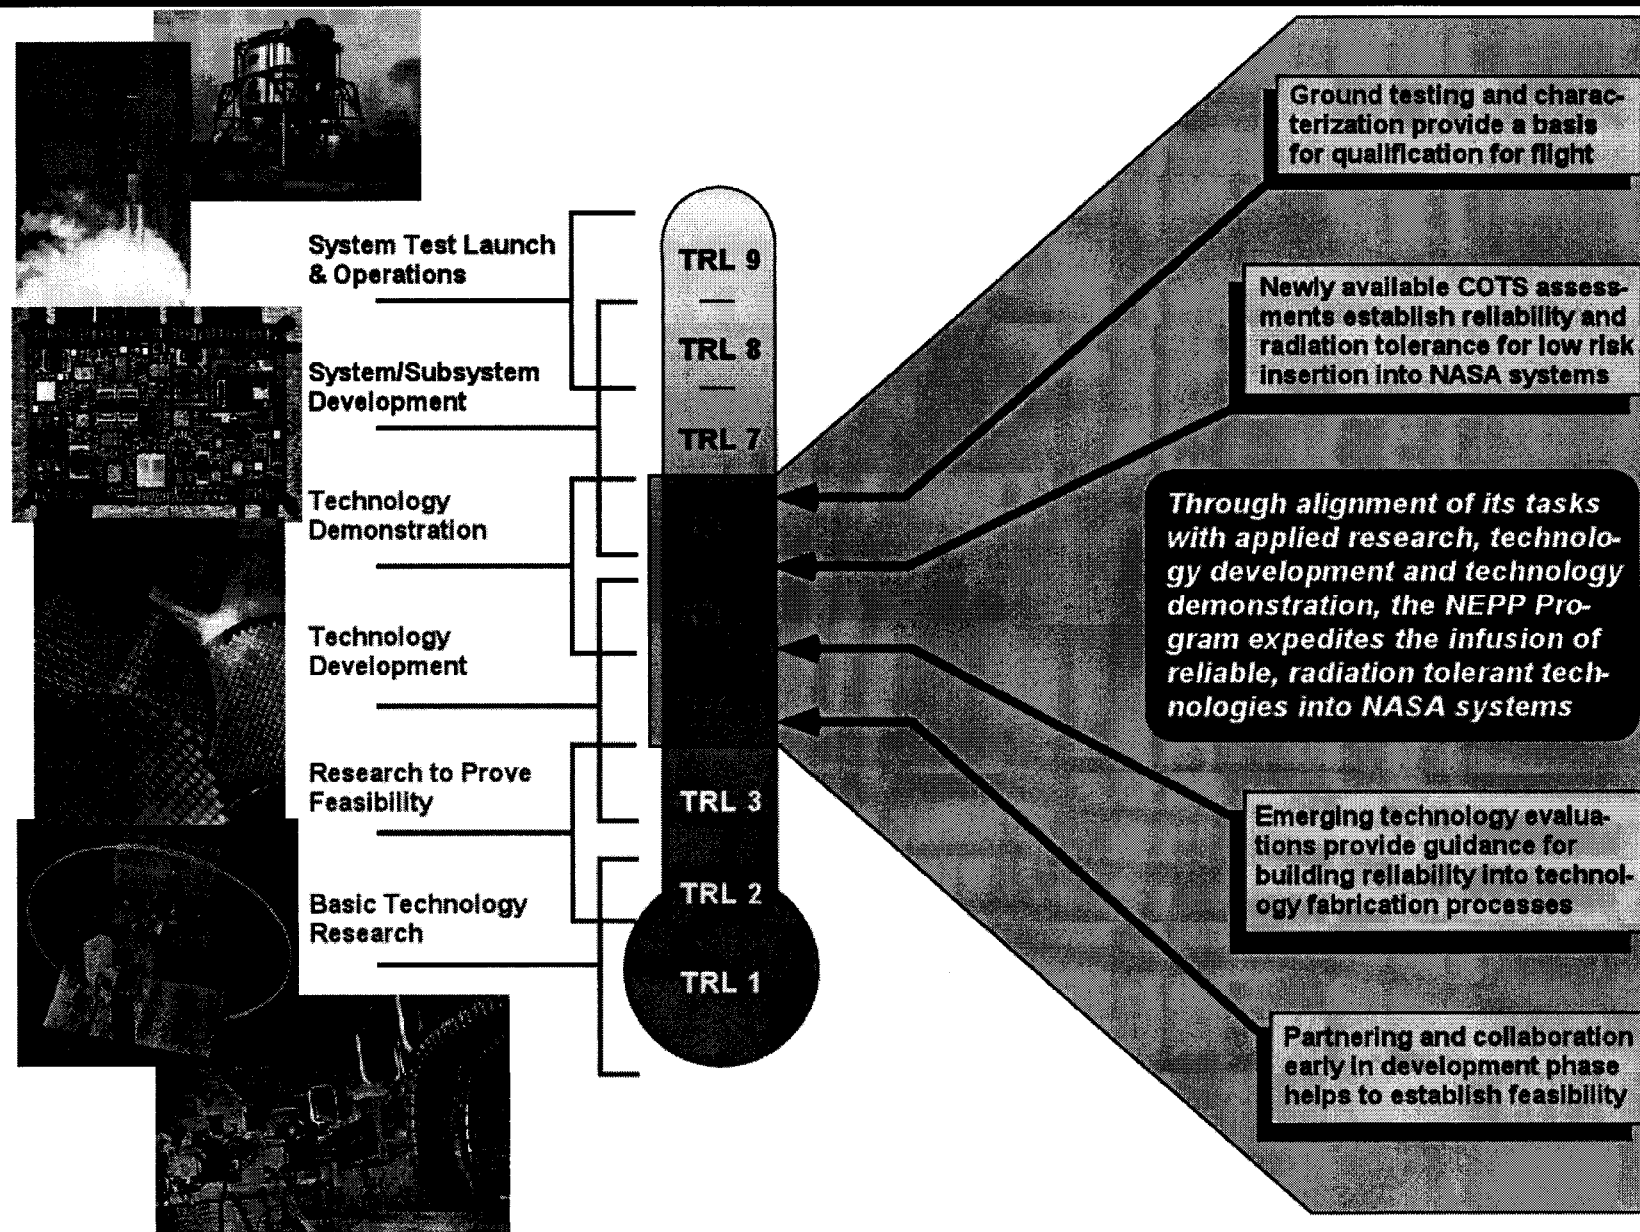 System Test Launch
& Operations
System/Subsystem
Development
Technology
Demonstration
Technology
Development
Research to Prove
Feasibility
Basic Technology
Research
TRL 9
TRL 8
TRL 7
TRL 3
TRL 2
TRL 1
Ground testing and charac-
terization provide a basis
for qualification for flight
Newly available COTS assess-
ments establish reliability and
radiation tolerance for low risk
insertion into NASA systems
Through alignment of its tasks
with applied research, technolo-
gy development and technology
demonstration, the NEPP Pro-
gram expedites the infusion of
reliable, radiation tolerant tech-
nologies into NASA systems
Emerging technology evalua-
tions provide guidance for
building reliability into technol-
ogy fabrication processes
Partnering and collaboration
early in development phase
helps to establish feasibility